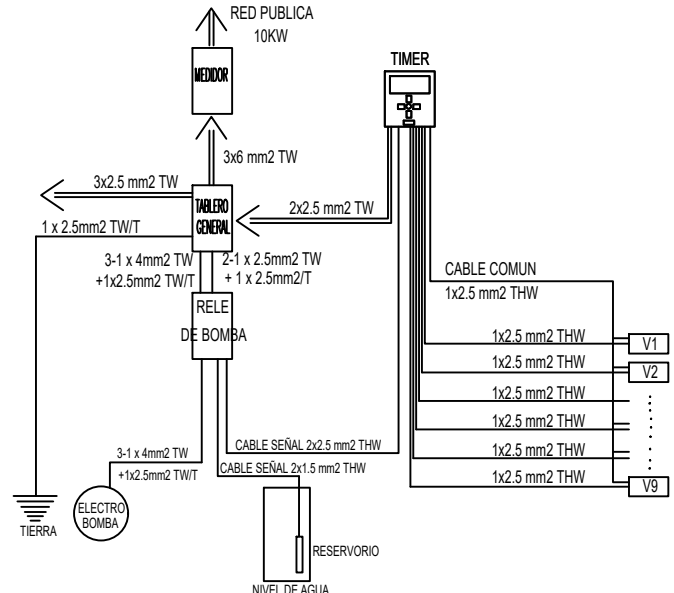 RED PUBLICA
10KW
MEDIDOR
TIMER
3x6 mm2 TW
3x2.5 mm2 TW
TABLERO
GENERAL
2x2.5 mm2 TW
1 x 2.5mm2 TW/T
3-1 x 4mm2 TW
+1x2.5mm2 TW/T
2-1 x 2.5mm2 TW
+ 1 x 2.5mm2/T
CABLE COMUN
1x2.5 mm2 THW
RELE
DE BOMBA
1x2.5 mm2 THW
V1
1x2.5 mm2 THW
V2
1x2.5 mm2 THW
1x2.5 mm2 THW
1x2.5 mm2 THW
1x2.5 mm2 THW
V9
CABLE SEÑAL 2x2.5 mm2 THW
3-1 x 4mm2 TW
+1x2.5mm2 TW/T
CABLE SEÑAL 2x1.5 mm2 THW
ELECTRO
BOMBA
TIERRA
RESERVORIO
NIVEL DE AGUA